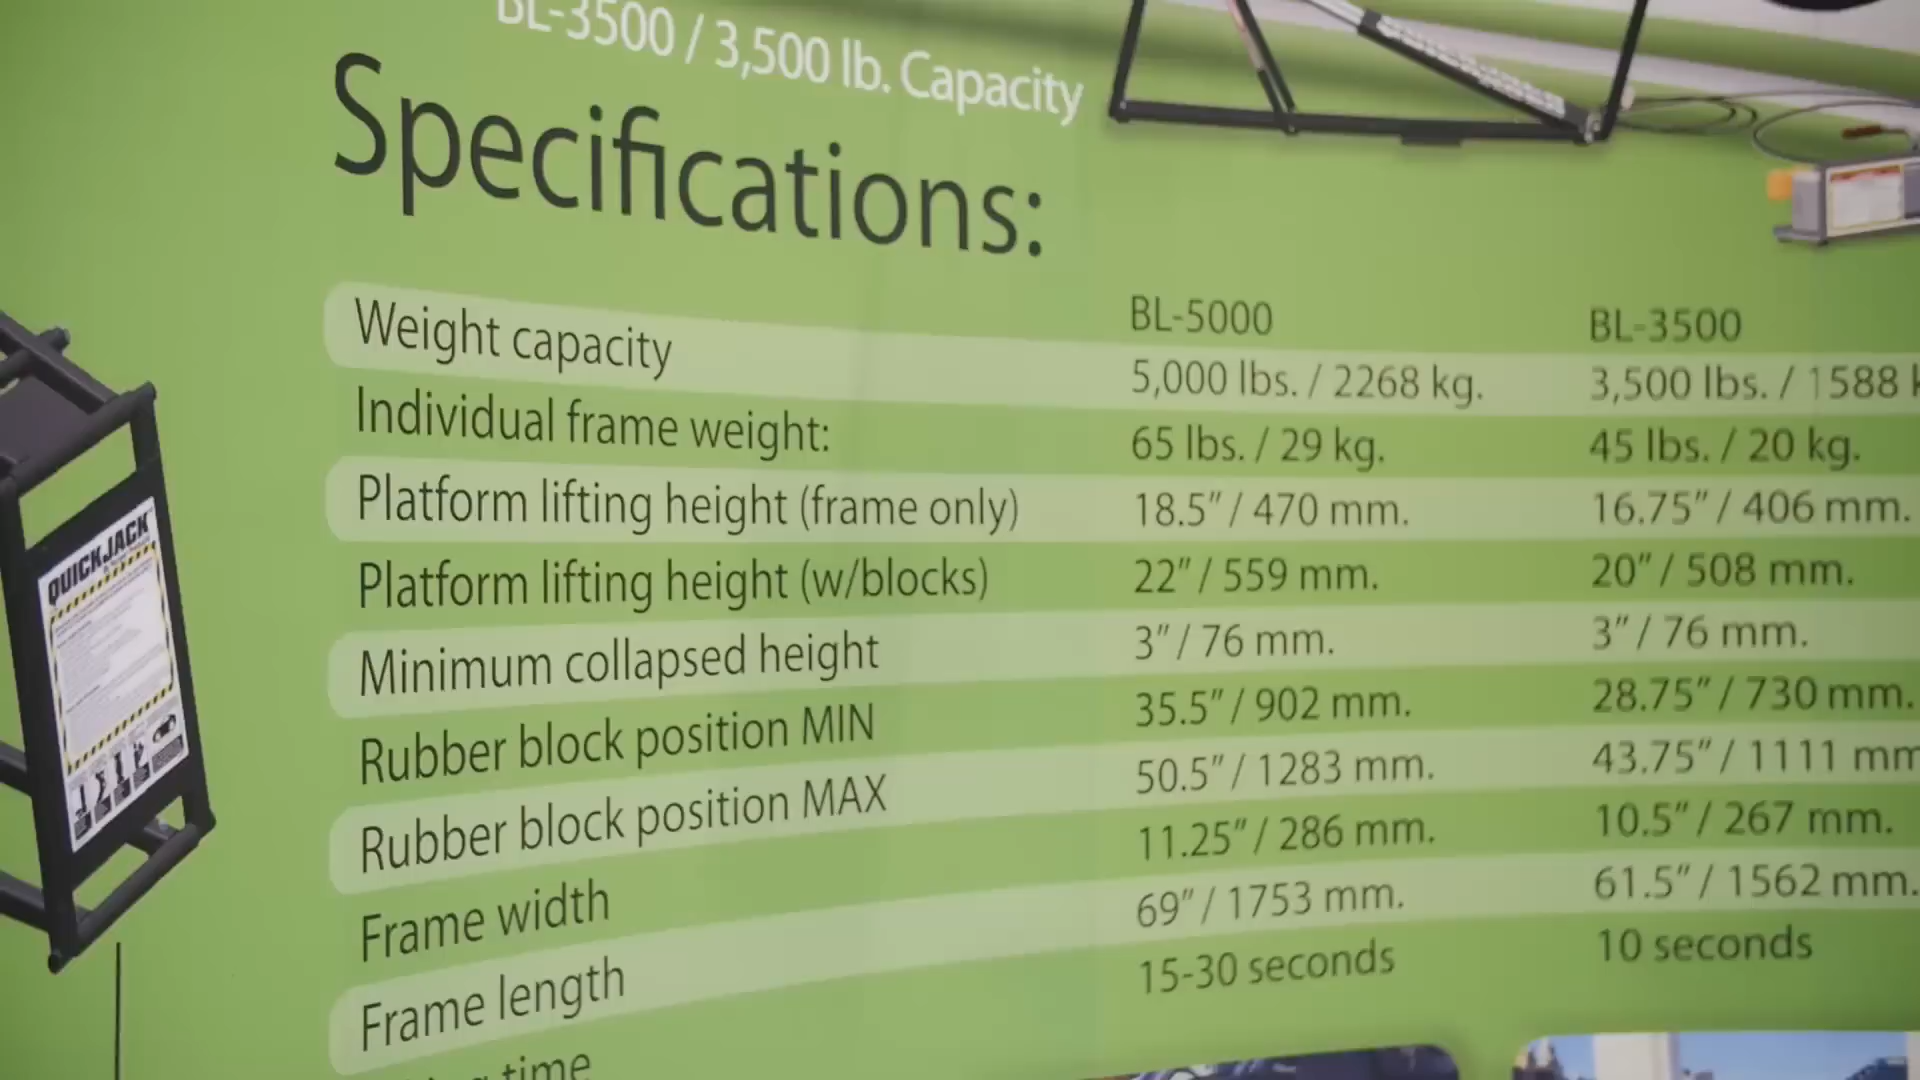 BL-3500 / 3,500 lb. Capacity
Specifications:
BL-5000 BL-3500
Weight capacity 5,000 lbs. / 2268 kg. 3,500 lbs. / 1588 k
Individual frame weight: 65 lbs. / 29 kg. 45 lbs. / 20 kg.
Platform lifting height (frame only) 18.5” / 470 mm. 16.75” / 406 mm.
Platform lifting height (w/blocks) 22” / 559 mm. 20” / 508 mm.
Minimum collapsed height 3” / 76 mm. 3” / 76 mm.
Rubber block position MIN 35.5” / 902 mm. 28.75” / 730 mm.
Rubber block position MAX 50.5” / 1283 mm. 43.75” / 1111 mm
Frame width 11.25” / 286 mm. 10.5” / 267 mm.
Frame length 69” / 1753 mm. 61.5” / 1562 mm.
time 15-30 seconds 10 seconds
QUICKJACK